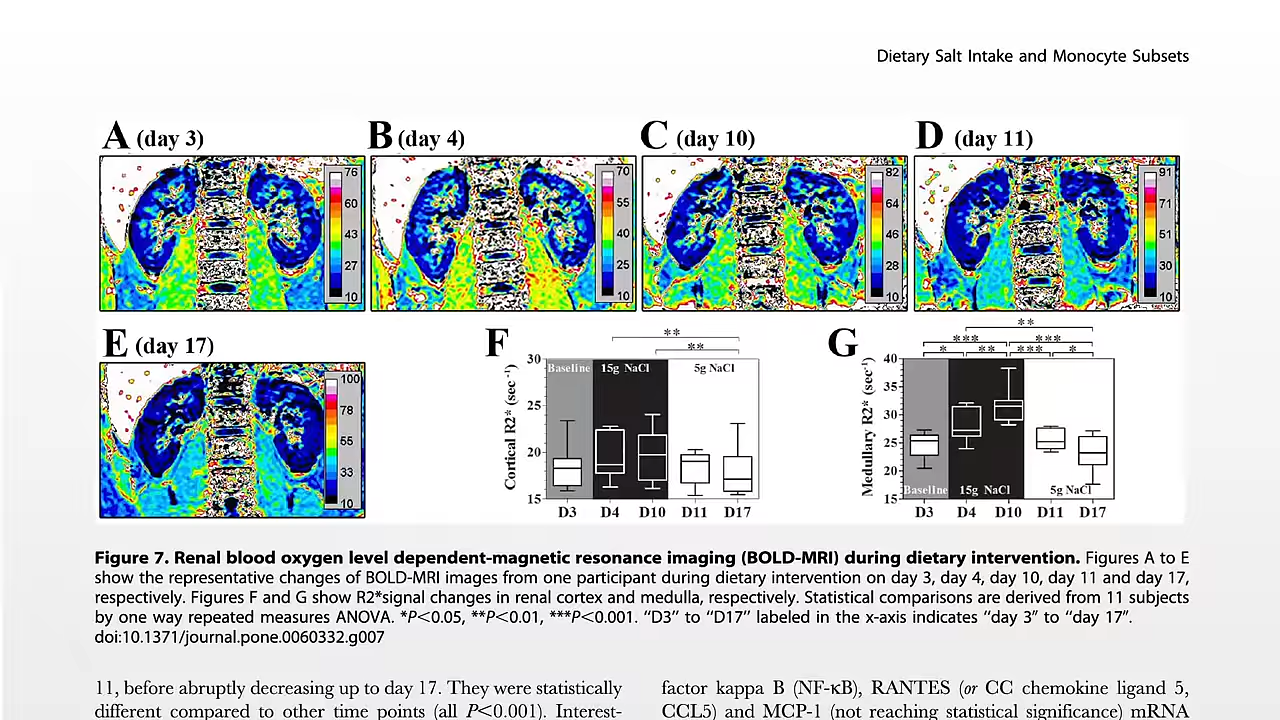 Dietary Salt Intake and Monocyte Subsets
A (day 3)
B (day 4)
C (day 10)
D (day 11)
76
60
43
27
10
70
55
40
25
10
82
64
46
28
10
91
71
51
30
10
E (day 17)
100
78
65
33
10
F
** 
**
30
25
20
15
Cortical R2* (sec⁻¹)
Baseline 15g NaCl 5g NaCl
D3 D4 D10 D11 D17
G
**
*** ***
* ** *** *
40
35
30
25
20
15
Medullary R2* (sec⁻¹)
Baseline 15g NaCl 5g NaCl
D3 D4 D10 D11 D17
Figure 7. Renal blood oxygen level dependent-magnetic resonance imaging (BOLD-MRI) during dietary intervention. Figures A to E
show the representative changes of BOLD-MRI images from one participant during dietary intervention on day 3, day 4, day 10, day 11 and day 17,
respectively. Figures F and G show R2*signal changes in renal cortex and medulla, respectively. Statistical comparisons are derived from 11 subjects
by one way repeated measures ANOVA. *P<0.05, **P<0.01, ***P<0.001. “D3” to “D17” labeled in the x-axis indicates “day 3” to “day 17”.
doi:10.1371/journal.pone.0060332.g007
11, before abruptly decreasing up to day 17. They were statistically
different compared to other time points (all P<0.001). Interest-
factor kappa B (NF-κB), RANTES (or CC chemokine ligand 5,
CCL5) and MCP-1 (not reaching statistical significance) mRNA